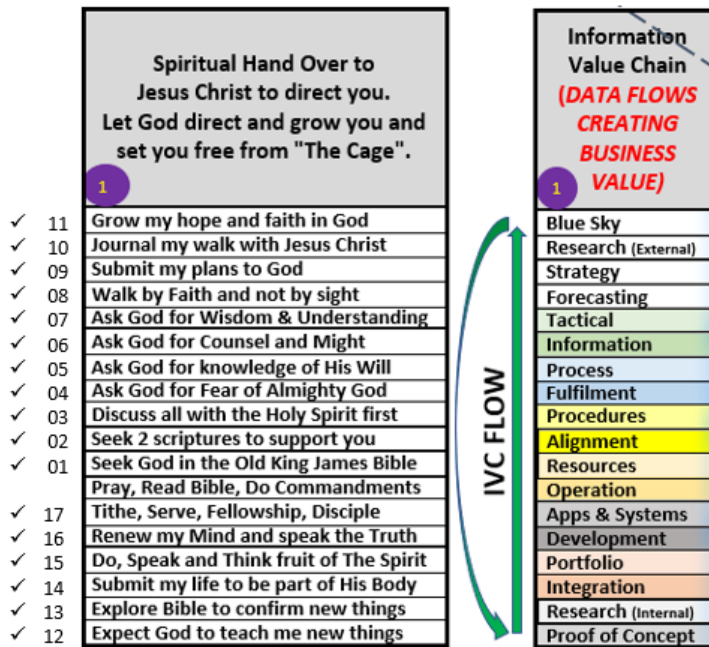 Spiritual Hand Over to
Jesus Christ to direct you.
Let God direct and grow you and
set you free from "The Cage".
1
✓ 11 Grow my hope and faith in God
✓ 10 Journal my walk with Jesus Christ
✓ 09 Submit my plans to God
✓ 08 Walk by Faith and not by sight
✓ 07 Ask God for Wisdom & Understanding
✓ 06 Ask God for Counsel and Might
✓ 05 Ask God for knowledge of His Will
✓ 04 Ask God for Fear of Almighty God
✓ 03 Discuss all with the Holy Spirit first
✓ 02 Seek 2 scriptures to support you
✓ 01 Seek God in the Old King James Bible
Pray, Read Bible, Do Commandments
✓ 17 Tithe, Serve, Fellowship, Disciple
✓ 16 Renew my Mind and speak the Truth
✓ 15 Do, Speak and Think fruit of The Spirit
✓ 14 Submit my life to be part of His Body
✓ 13 Explore Bible to confirm new things
✓ 12 Expect God to teach me new things
IVC FLOW
Information
Value Chain
(DATA FLOWS
CREATING
BUSINESS
VALUE)
1
Blue Sky
Research (External)
Strategy
Forecasting
Tactical
Information
Process
Fulfilment
Procedures
Alignment
Resources
Operation
Apps & Systems
Development
Portfolio
Integration
Research (Internal)
Proof of Concept